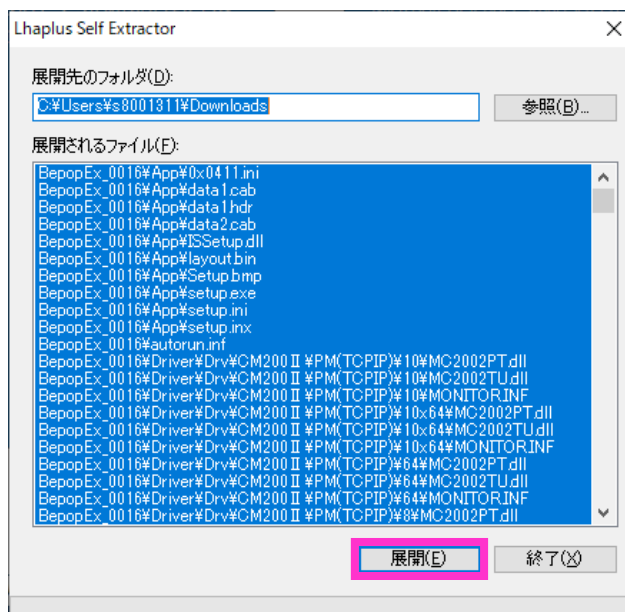 Lhaplus Self Extractor
展開先のフォルダ(D):
C:¥Users¥s8001311¥Downloads
参照(B)...
展開されるファイル(F):
BepopEx_0016¥App¥0x0411.ini
BepopEx_0016¥App¥data1.cab
BepopEx_0016¥App¥data1.hdr
BepopEx_0016¥App¥data2.cab
BepopEx_0016¥App¥ISSetup.dll
BepopEx_0016¥App¥layout.bin
BepopEx_0016¥App¥Setup.bmp
BepopEx_0016¥App¥setup.exe
BepopEx_0016¥App¥setup.ini
BepopEx_0016¥App¥setup.inx
BepopEx_0016¥autorun.inf
BepopEx_0016¥Driver¥Drv¥CM200Ⅱ¥PM(TCPIP)¥10¥MC2002PT.dll
BepopEx_0016¥Driver¥Drv¥CM200Ⅱ¥PM(TCPIP)¥10¥MC2002TU.dll
BepopEx_0016¥Driver¥Drv¥CM200Ⅱ¥PM(TCPIP)¥10¥MONITOR.INF
BepopEx_0016¥Driver¥Drv¥CM200Ⅱ¥PM(TCPIP)¥10x64¥MC2002PT.dll
BepopEx_0016¥Driver¥Drv¥CM200Ⅱ¥PM(TCPIP)¥10x64¥MC2002TU.dll
BepopEx_0016¥Driver¥Drv¥CM200Ⅱ¥PM(TCPIP)¥10x64¥MONITOR.INF
BepopEx_0016¥Driver¥Drv¥CM200Ⅱ¥PM(TCPIP)¥64¥MC2002PT.dll
BepopEx_0016¥Driver¥Drv¥CM200Ⅱ¥PM(TCPIP)¥64¥MC2002TU.dll
BepopEx_0016¥Driver¥Drv¥CM200Ⅱ¥PM(TCPIP)¥64¥MONITOR.INF
BepopEx_0016¥Driver¥Drv¥CM200Ⅱ¥PM(TCPIP)¥8¥MC2002PT.dll
展開(E)
終了(X)